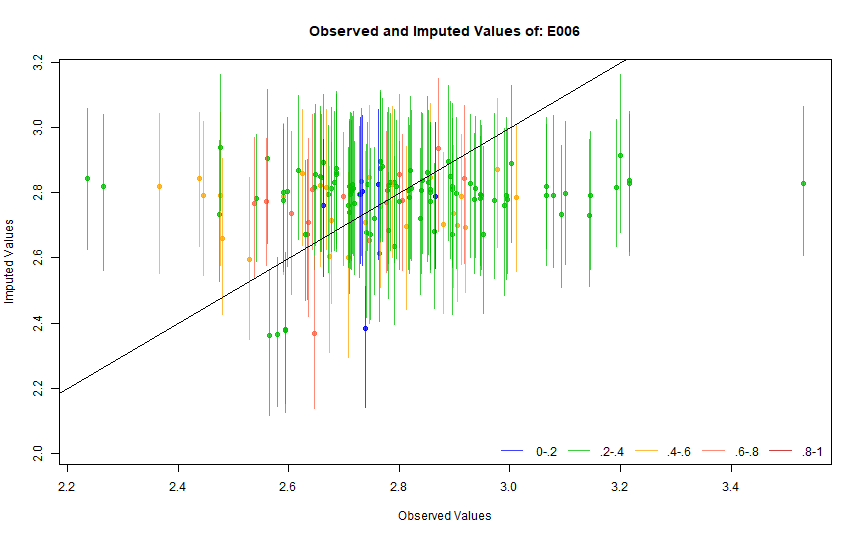 Observed and Imputed Values of: E006
Imputed Values
3.2
3.0
2.8
2.6
2.4
2.2
2.0
0-.2 .2-.4 .4-.6 .6-.8 .8-1
2.2 2.4 2.6 2.8 3.0 3.2 3.4
Observed Values